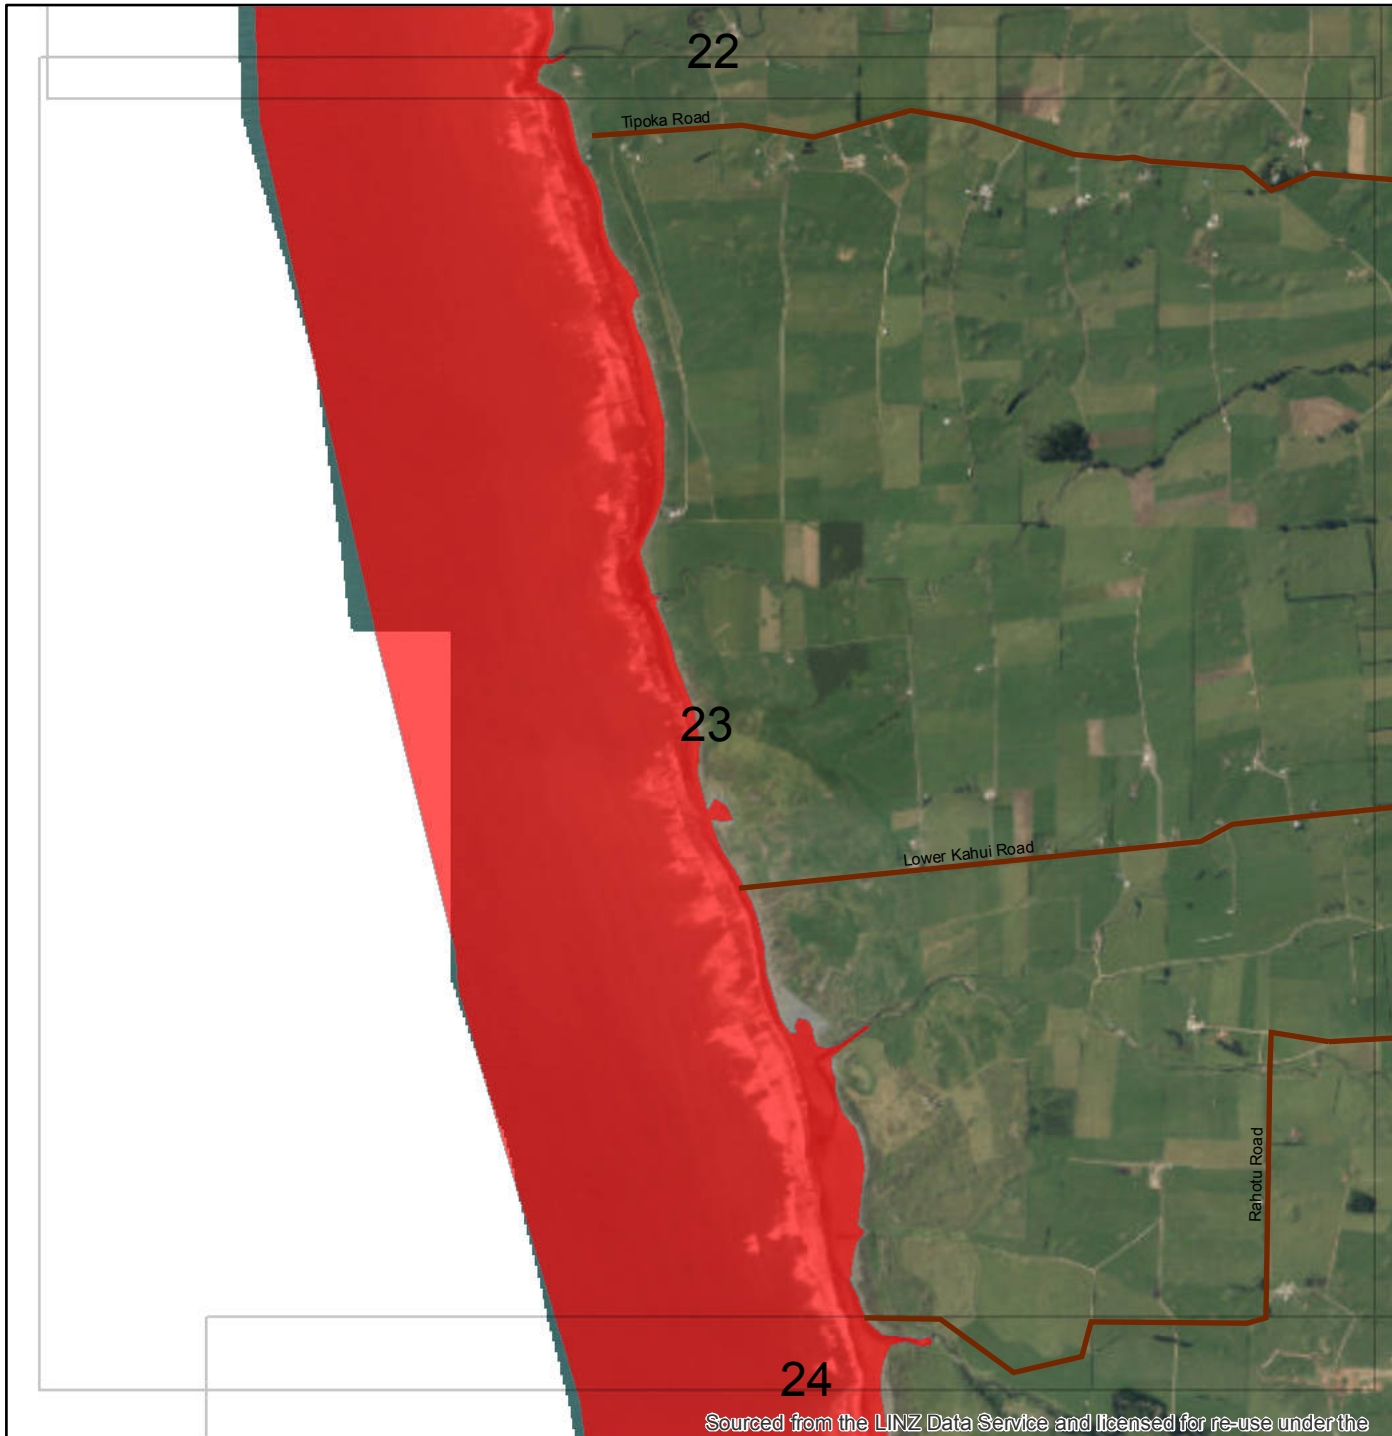 22
Tipoka Road
23
Lower Kahui Road
Rahotu Road
24
Sourced from the LINZ Data Service and licensed for re-use under the